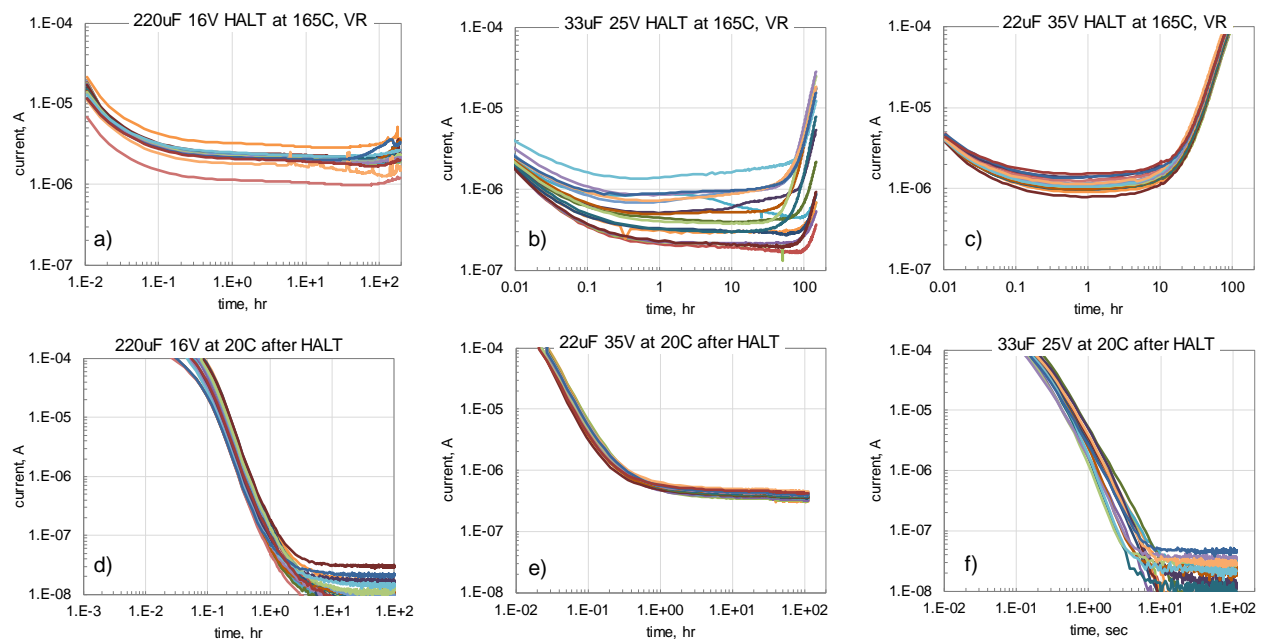 220uF 16V HALT at 165C, VR
1.E-04
1.E-05
1.E-06
1.E-07
current, A
a)
1.E-2 1.E-1 1.E+0 1.E+1 1.E+2
time, hr
33uF 25V HALT at 165C, VR
1.E-04
1.E-05
1.E-06
1.E-07
current, A
b)
0.01 0.1 1 10 100
time, hr
22uF 35V HALT at 165C, VR
1.E-04
1.E-05
1.E-06
1.E-07
current, A
c)
0.01 0.1 1 10 100
time, hr
220uF 16V at 20C after HALT
1.E-04
1.E-05
1.E-06
1.E-07
1.E-08
current, A
d)
1.E-3 1.E-2 1.E-1 1.E+0 1.E+1 1.E+2
time, hr
22uF 35V at 20C after HALT
1.E-04
1.E-05
1.E-06
1.E-07
1.E-08
current, A
e)
1.E-02 1.E-01 1.E+00 1.E+01 1.E+02
time, hr
33uF 25V at 20C after HALT
1.E-04
1.E-05
1.E-06
1.E-07
1.E-08
current, A
f)
1.E-02 1.E-01 1.E+00 1.E+01 1.E+02
time, sec